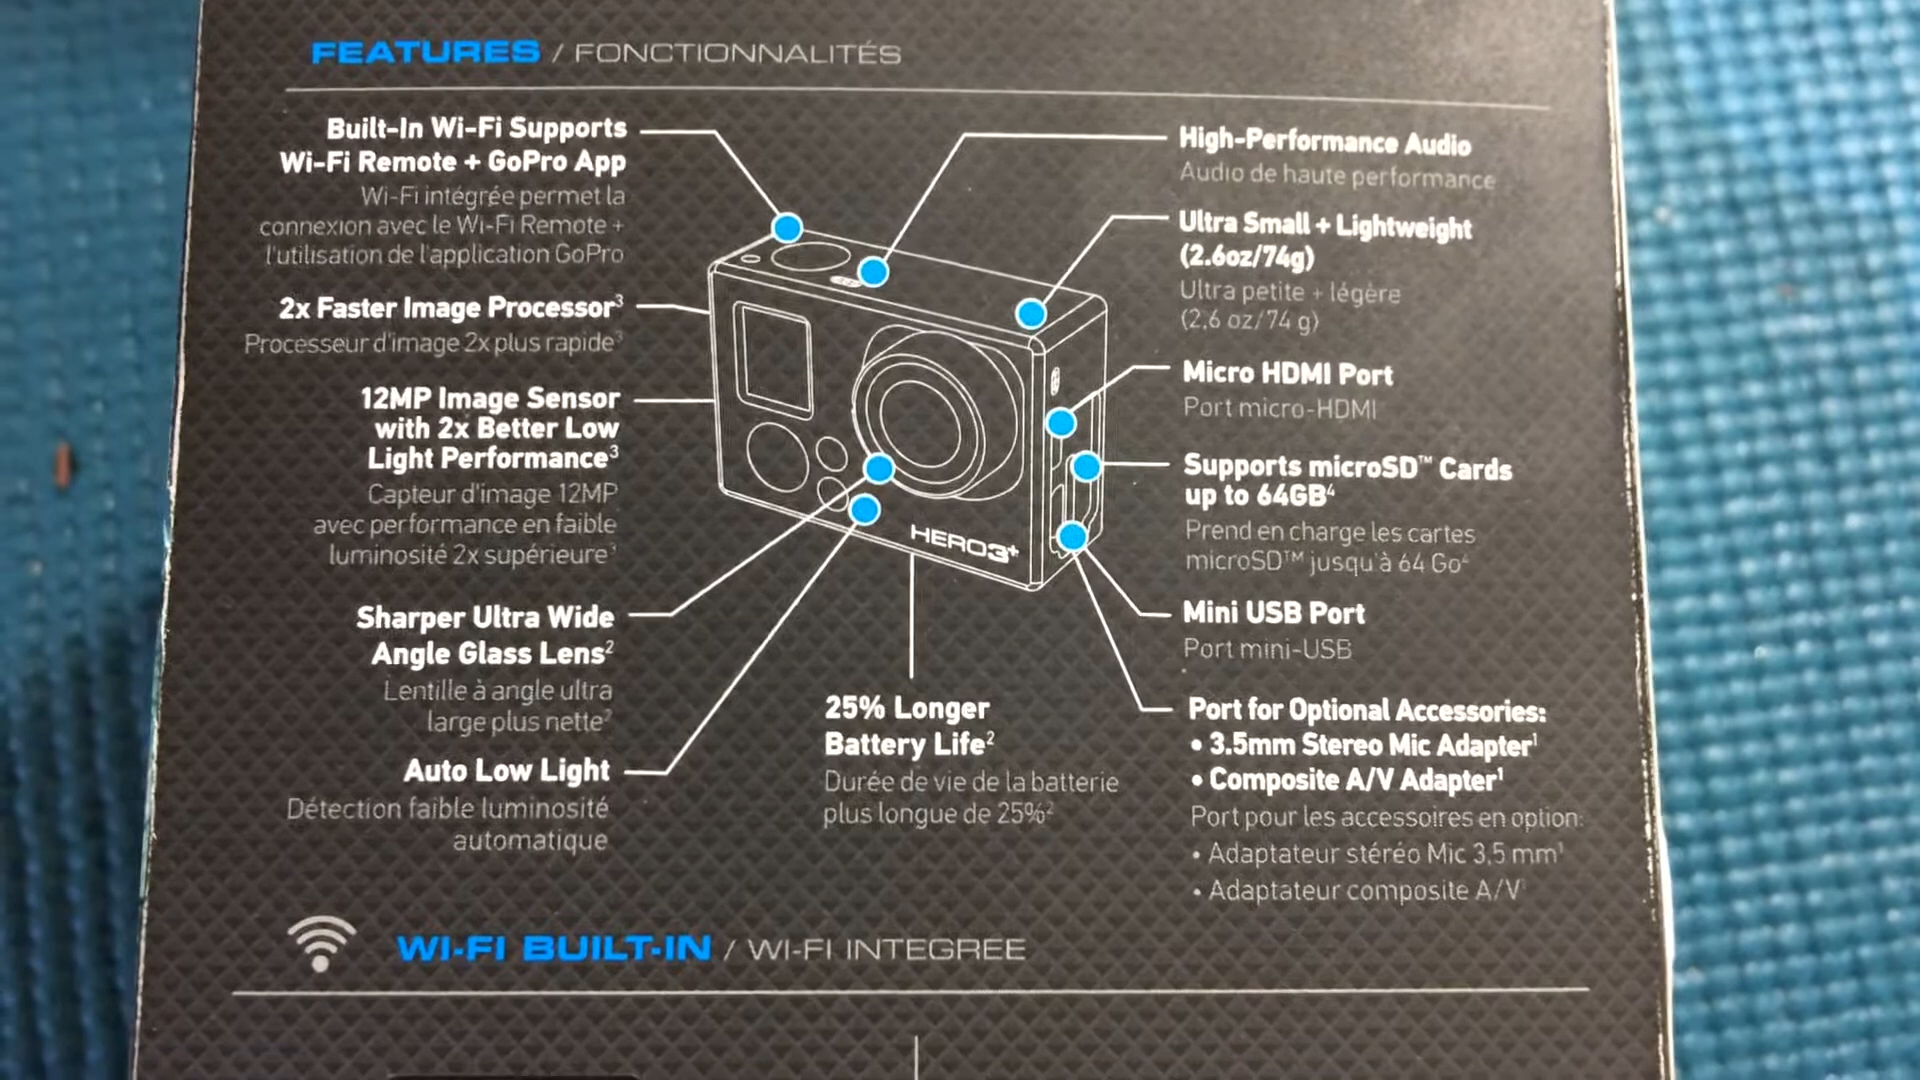 FEATURES / FONCTIONNALITÉS
Built-In Wi-Fi Supports
Wi-Fi Remote + GoPro App
Wi-Fi intégrée permet la
connexion avec le Wi-Fi Remote +
l'utilisation de l'application GoPro
2x Faster Image Processor³
Processeur d'image 2x plus rapide³
12MP Image Sensor
with 2x Better Low
Light Performance³
Capteur d'image 12MP
avec performance en faible
luminosité 2x supérieure³
Sharper Ultra Wide
Angle Glass Lens²
Lentille à angle ultra
large plus nette²
Auto Low Light
Détection faible luminosité
automatique
HERO3+
25% Longer
Battery Life²
Durée de vie de la batterie
plus longue de 25%²
High-Performance Audio
Audio de haute performance
Ultra Small + Lightweight
(2.6oz/74g)
Ultra petite + légère
(2,6 oz/74 g)
Micro HDMI Port
Port micro-HDMI
Supports microSD™ Cards
up to 64GB⁴
Prend en charge les cartes
microSD™ jusqu'à 64 Go⁴
Mini USB Port
Port mini-USB
Port for Optional Accessories:
• 3.5mm Stereo Mic Adapter¹
• Composite A/V Adapter¹
Port pour les accessoires en option:
• Adaptateur stéréo Mic 3,5 mm¹
• Adaptateur composite A/V¹
WI-FI BUILT-IN / WI-FI INTEGREE